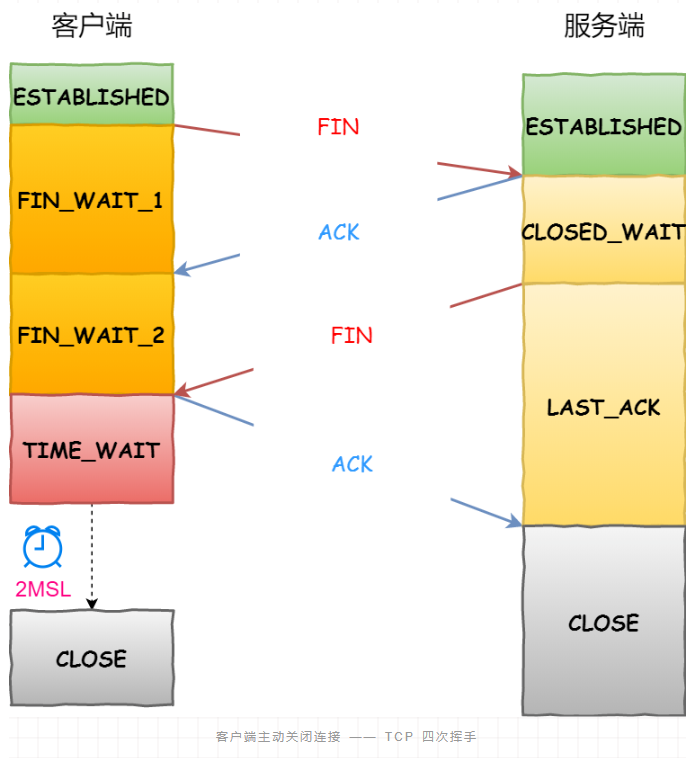 客户端
服务端
ESTABLISHED
ESTABLISHED
FIN
FIN_WAIT_1
CLOSED_WAIT
ACK
FIN_WAIT_2
FIN
LAST_ACK
TIME_WAIT
ACK
2MSL
CLOSE
CLOSE
客户端主动关闭连接 —— TCP 四次挥手